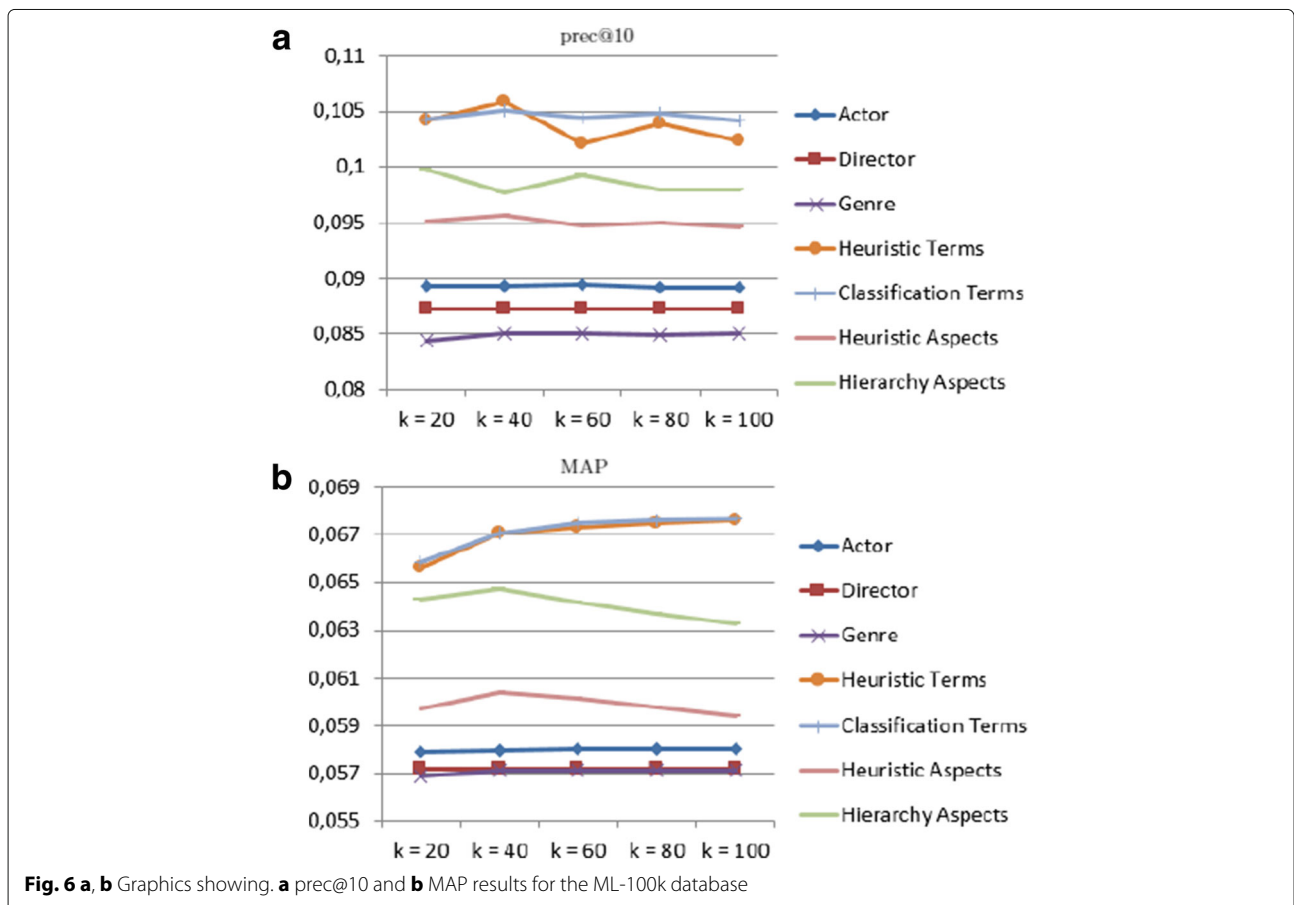 a
prec@10
0,11
0,105
0,1
0,095
0,09
0,085
0,08
k = 20 k = 40 k = 60 k = 80 k = 100
Actor
Director
Genre
Heuristic Terms
Classification Terms
Heuristic Aspects
Hierarchy Aspects
b
MAP
0,069
0,067
0,065
0,063
0,061
0,059
0,057
0,055
k = 20 k = 40 k = 60 k = 80 k = 100
Actor
Director
Genre
Heuristic Terms
Classification Terms
Heuristic Aspects
Hierarchy Aspects
Fig. 6 a, b Graphics showing. a prec@10 and b MAP results for the ML-100k database